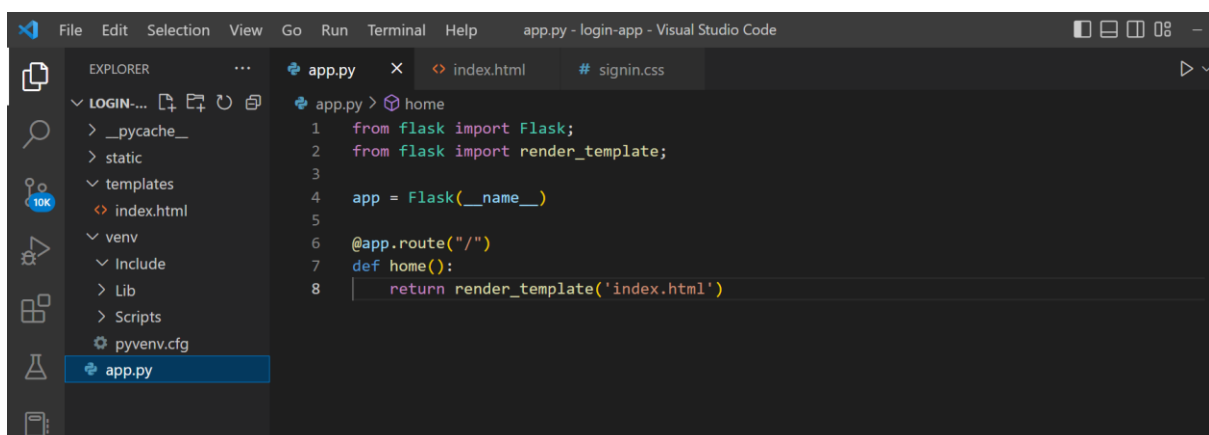 File Edit Selection View Go Run Terminal Help app.py - login-app - Visual Studio Code
EXPLORER ...
app.py index.html # signin.css
LOGIN-...
app.py > home
__pycache__
static
templates
index.html
venv
Include
Lib
Scripts
pyvenv.cfg
app.py
10K
1 from flask import Flask;
2 from flask import render_template;
3
4 app = Flask(__name__)
5
6 @app.route("/")
7 def home():
8 return render_template('index.html')